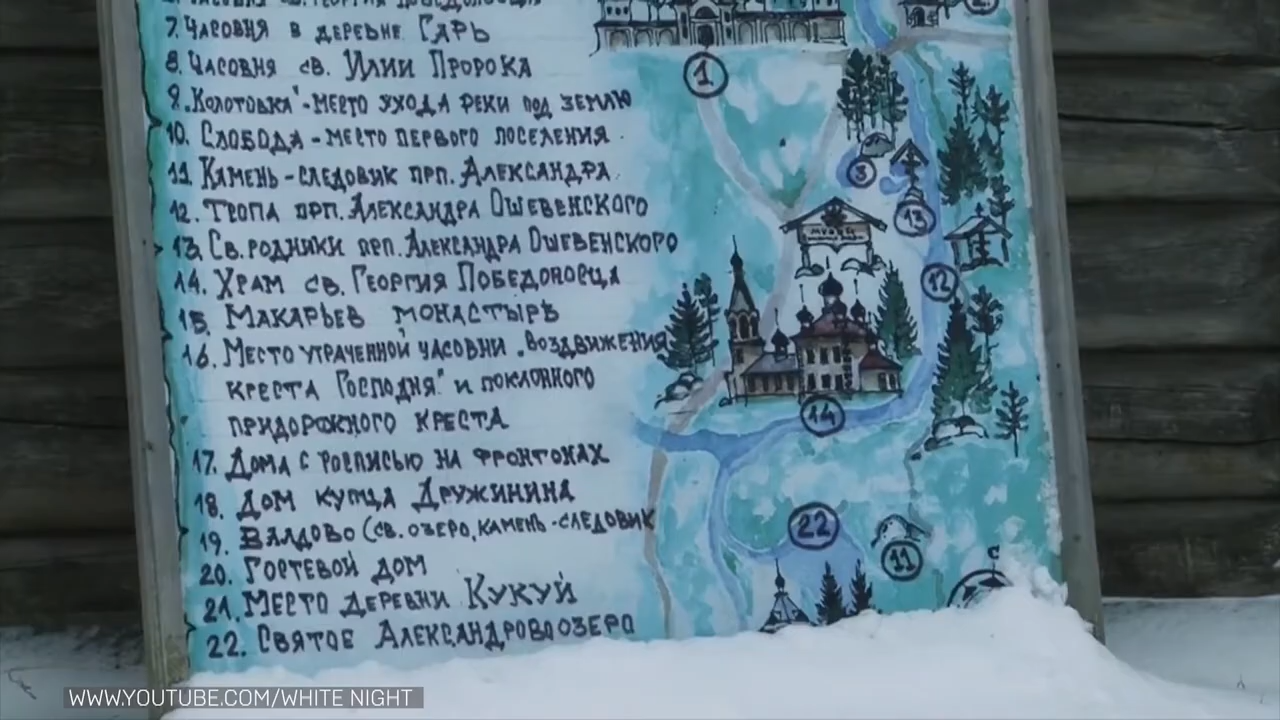 7. Часовня в деревне Гарь
8. Часовня св. Илии Пророка
9. "Колотовка" - место ухода реки под землю
10. Слобода - место первого поселения
11. Камень - следовик прп. Александра
12. Тропа прп. Александра Ошевенского
13. Св. родники прп. Александра Ошевенского
14. Храм св. Георгия Победоносца
15. Макарьев монастырь
16. Место утраченной часовни "Воздвижения
креста Господня" и поклонного
придорожного креста
17. Дома с росписью на фронтонах
18. Дом купца Дружинина
19. Валдово (св. озеро, камень - следовик
20. Гостевой дом
21. Место деревни Кукуй
22. Святое Александрово озеро
1
3
13
12
14
22
11
С
WWW.YOUTUBE.COM/WHITE NIGHT